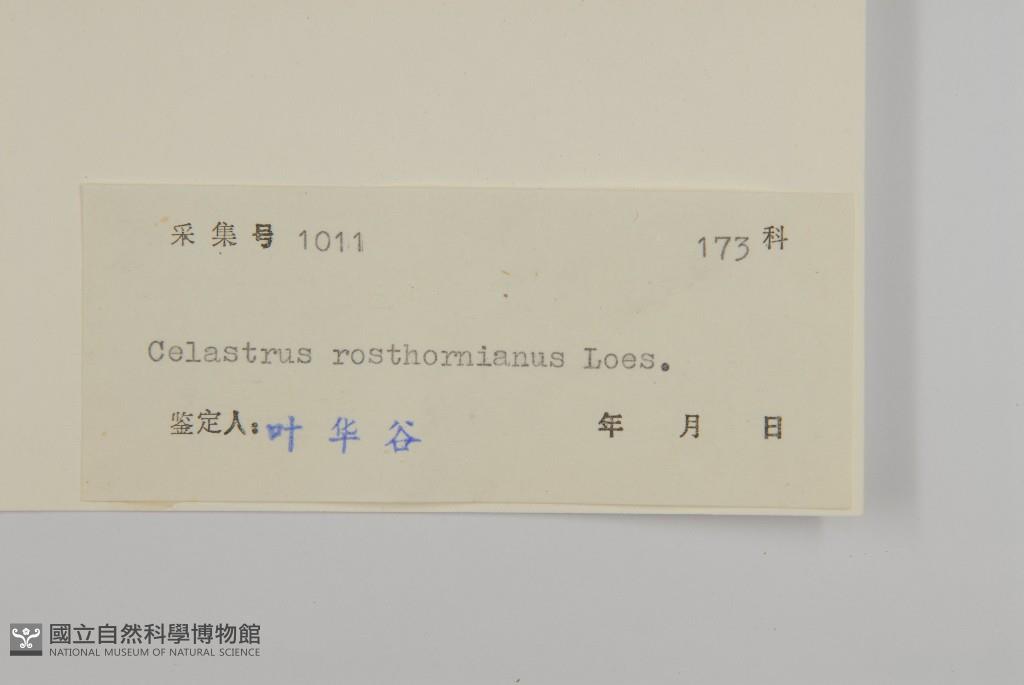 采集号 1011 173 科
Celastrus rosthornianus Loes.
鉴定人: 叶华谷 年 月 日
國立自然科學博物館
NATIONAL MUSEUM OF NATURAL SCIENCE